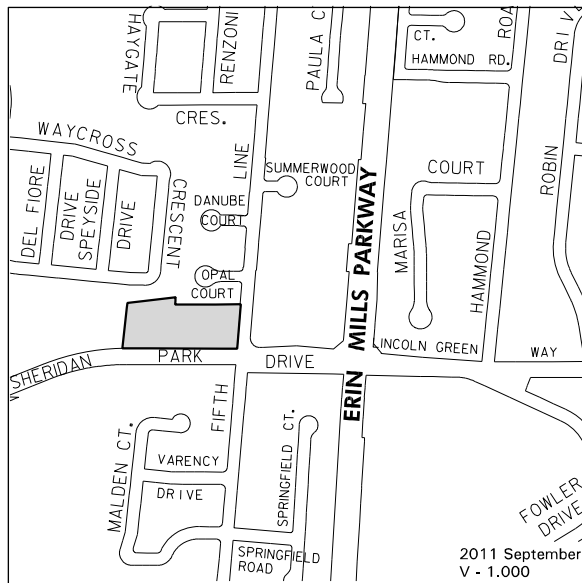 HAYGATE
RENZONI
PAULA C
CT.
HAMMOND RD.
ROA
DRIV
CRES.
WAYCROSS
LINE
SUMMERWOOD
COURT
COURT
ROBIN
DEL FIORE
DRIVE
SPEYSIDE
DRIVE
CRESCENT
DANUBE
COURT
MARISA
HAMMOND
OPAL
COURT
ERIN MILLS PARKWAY
SHERIDAN
PARK
DRIVE
INCOLN GREEN
WAY
FIFTH
MALDEN CT.
VARENCY
DRIVE
SPRINGFIELD CT.
SPRINGFIELD
ROAD
FOWLER
DRIVE
2011 September
V - 1.000